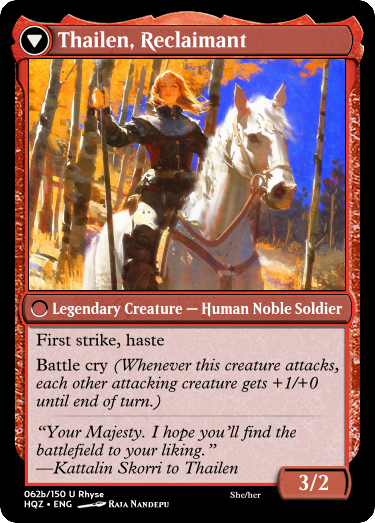 Thailen, Reclaimant
Legendary Creature — Human Noble Soldier
First strike, haste
Battle cry (Whenever this creature attacks,
each other attacking creature gets +1/+0
until end of turn.)
“Your Majesty. I hope you’ll find the
battlefield to your liking.”
—Kattalin Skorri to Thailen
3/2
062b/150 U Rhyse
HQZ • ENG Raja Nandepu
She/her